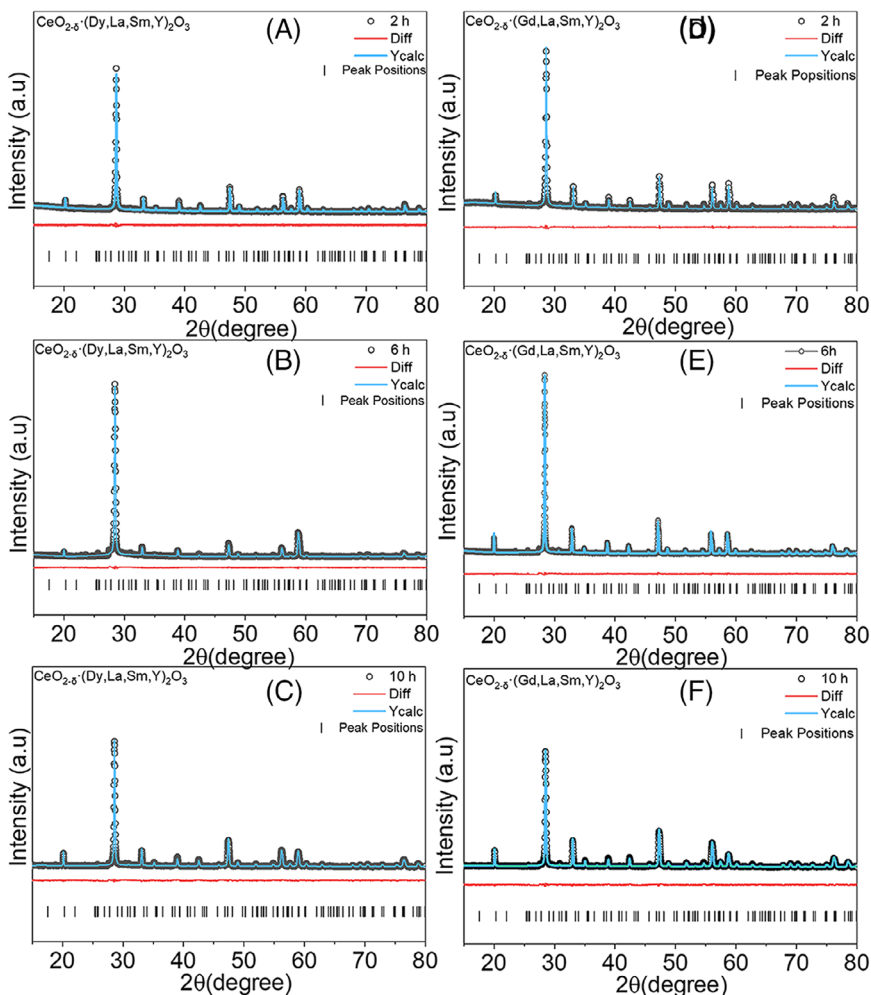 CeO2-δ·(Dy,La,Sm,Y)2O3
(A)
2 h
Diff
Ycalc
Peak Positions
Intensity (a.u)
20 30 40 50 60 70 80
2θ(degree)
CeO2-δ·(Gd,La,Sm,Y)2O3
2 h
Diff
Ycalc
Peak Popsitions
Intensity (a.u)
20 30 40 50 60 70 80
2θ(degree)
CeO2-δ·(Dy,La,Sm,Y)2O3
(B)
6 h
Diff
Ycalc
Peak Positions
Intensity (a.u)
20 30 40 50 60 70 80
2θ(degree)
CeO2-δ·(Gd,La,Sm,Y)2O3
(E)
6h
Diff
Ycalc
Peak Positions
Intensity (a.u)
20 30 40 50 60 70 80
2θ(degree)
CeO2-δ·(Dy,La,Sm,Y)2O3
(C)
10 h
Diff
Ycalc
Peak Positions
Intensity (a.u)
20 30 40 50 60 70 80
2θ(degree)
CeO2-δ·(Gd,La,Sm,Y)2O3
(F)
10 h
Diff
Ycalc
Peak Positions
Intensity (a.u)
20 30 40 50 60 70 80
2θ(degree)